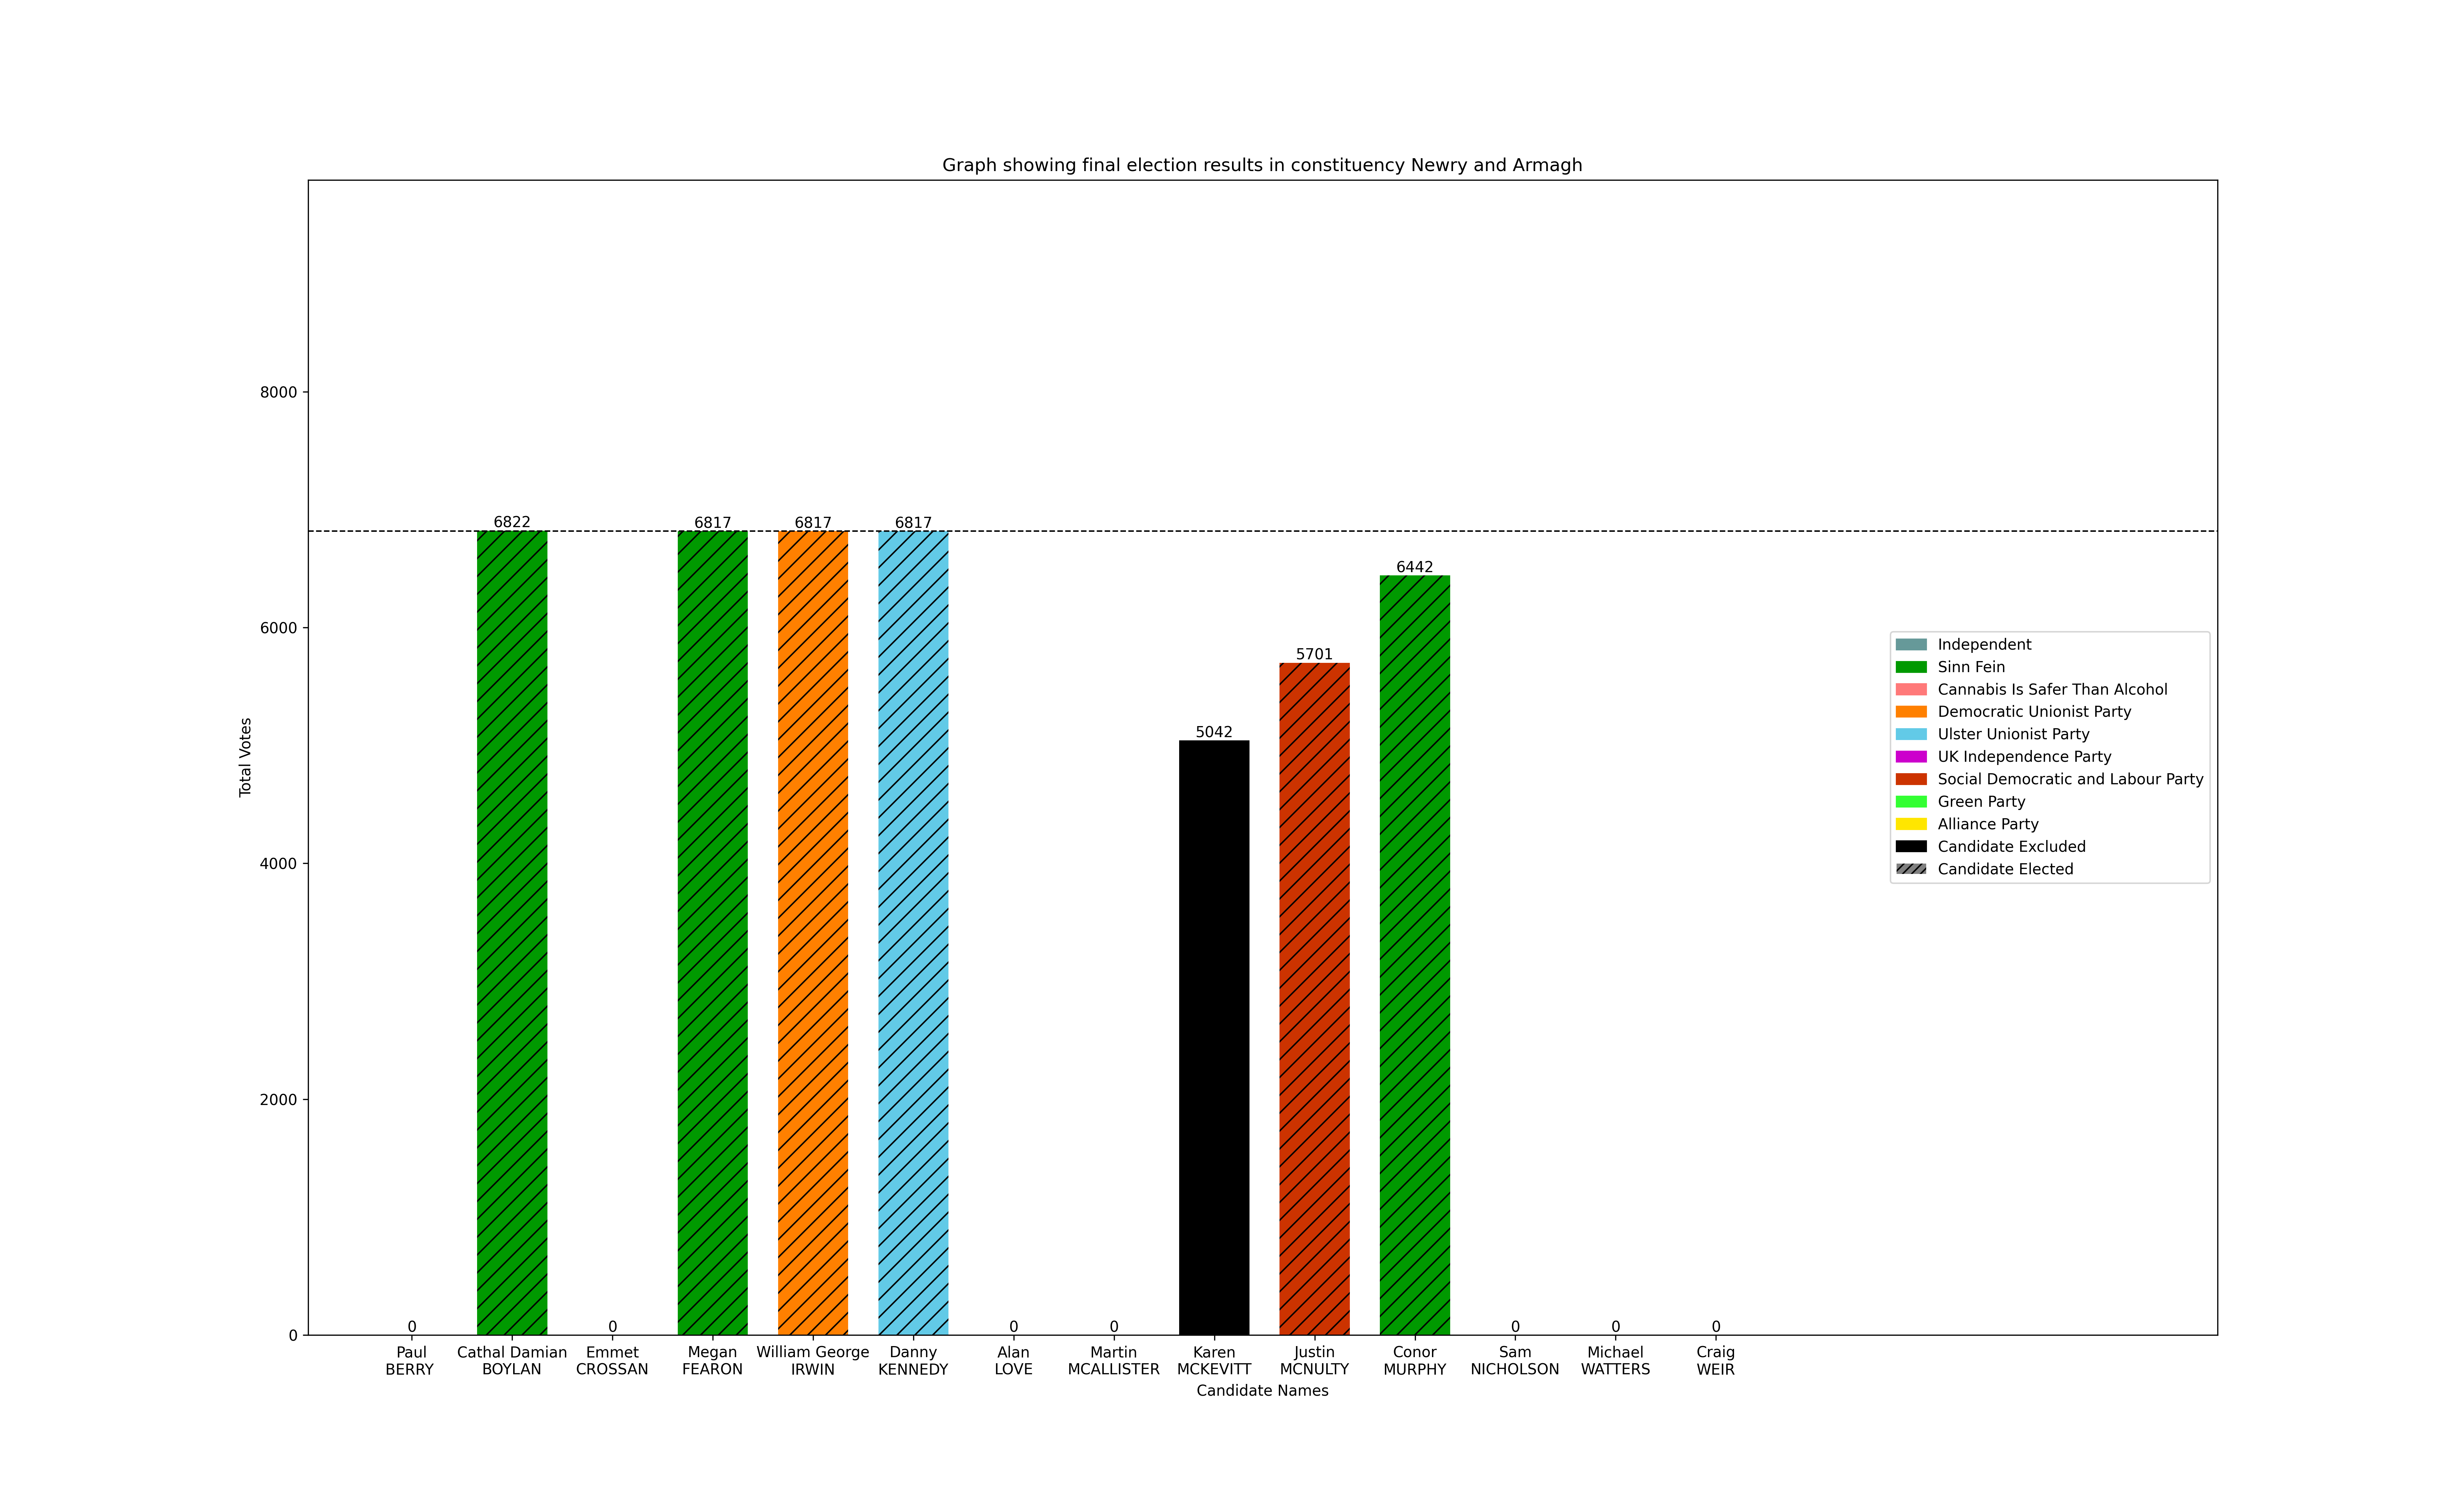 Graph showing final election results in constituency Newry and Armagh
Total Votes
8000
6000
4000
2000
0
0
6822
0
6817
6817
6817
0
0
5042
5701
6442
0
0
0
Independent
Sinn Fein
Cannabis Is Safer Than Alcohol
Democratic Unionist Party
Ulster Unionist Party
UK Independence Party
Social Democratic and Labour Party
Green Party
Alliance Party
Candidate Excluded
Candidate Elected
Paul
BERRY
Cathal Damian
BOYLAN
Emmet
CROSSAN
Megan
FEARON
William George
IRWIN
Danny
KENNEDY
Alan
LOVE
Martin
MCALLISTER
Karen
MCKEVITT
Justin
MCNULTY
Conor
MURPHY
Sam
NICHOLSON
Michael
WATTERS
Craig
WEIR
Candidate Names